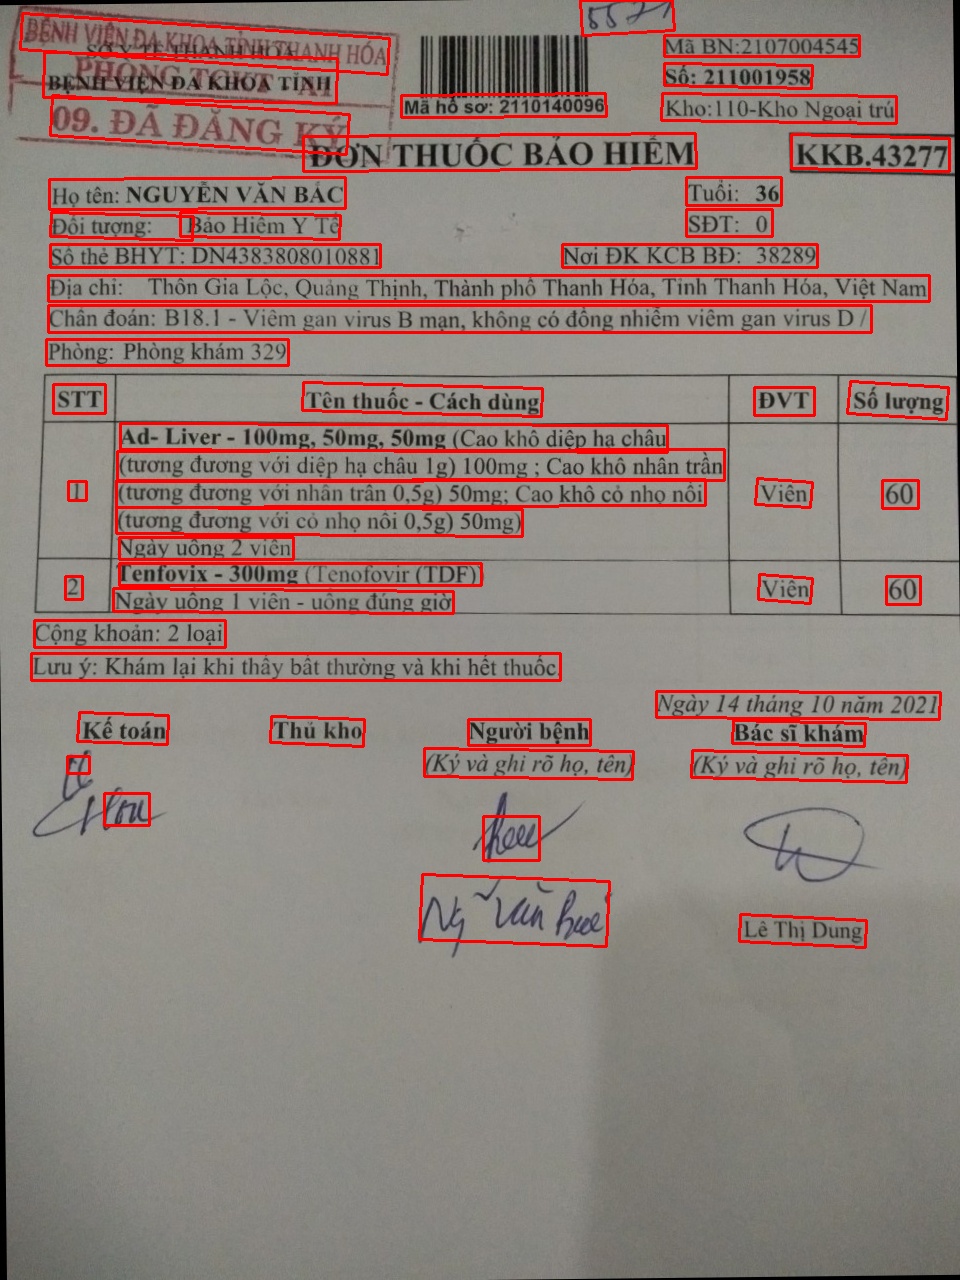 5571
BỆNH VIỆN ĐA KHOA TỈNH THANH HÓA
SỞ Y TẾ THANH HÓA
PHÒNG TCKT
BỆNH VIỆN ĐA KHOA TỈNH
09. ĐÃ ĐĂNG KÝ
Mã hồ sơ: 2110140096
Mã BN:2107004545
Số: 211001958
Kho:110-Kho Ngoại trú
ĐƠN THUỐC BẢO HIỂM
KKB.43277
Họ tên: NGUYỄN VĂN BẮC
Tuổi: 36
Đối tượng: Bảo Hiểm Y Tế
SĐT: 0
Số thẻ BHYT: DN4383808010881
Nơi ĐK KCB BĐ: 38289
Địa chỉ: Thôn Gia Lộc, Quảng Thịnh, Thành phố Thanh Hóa, Tỉnh Thanh Hóa, Việt Nam
Chẩn đoán: B18.1 - Viêm gan virus B mạn, không có đồng nhiễm viêm gan virus D /
Phòng: Phòng khám 329
STT Tên thuốc - Cách dùng ĐVT Số lượng
1 Ad- Liver - 100mg, 50mg, 50mg (Cao khô diệp hạ châu
(tương đương với diệp hạ châu 1g) 100mg ; Cao khô nhân trần
(tương đương với nhân trần 0,5g) 50mg; Cao khô cỏ nhọ nồi
(tương đương với cỏ nhọ nồi 0,5g) 50mg)
Ngày uống 2 viên
Viên 60
2 Tenfovix - 300mg (Tenofovir (TDF))
Ngày uống 1 viên - uống đúng giờ
Viên 60
Cộng khoản: 2 loại
Lưu ý: Khám lại khi thấy bất thường và khi hết thuốc.
Ngày 14 tháng 10 năm 2021
Kế toán Thủ kho Người bệnh Bác sĩ khám
(Ký và ghi rõ họ, tên) (Ký và ghi rõ họ, tên)
Lê Thị Dung